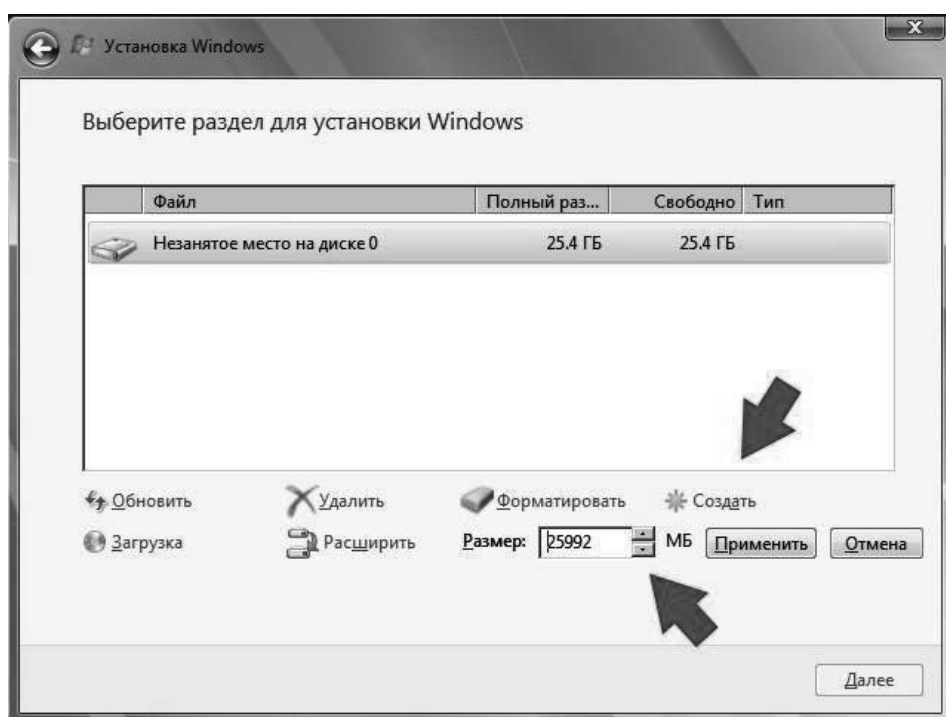 Установка Windows
Выберите раздел для установки Windows
Файл Полный раз... Свободно Тип
Незанятое место на диске 0 25.4 ГБ 25.4 ГБ
Обновить Удалить Форматировать Создать
Загрузка Расширить Размер: 25992 МБ Применить Отмена
Далее